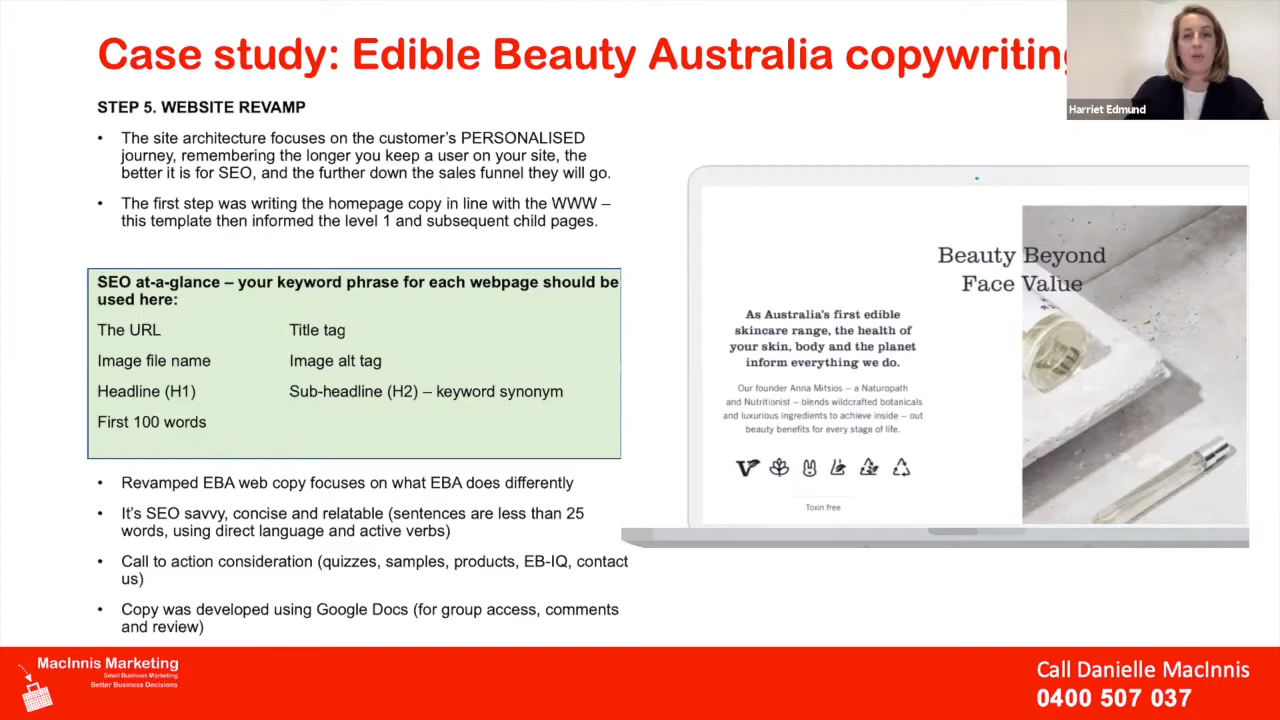 Case study: Edible Beauty Australia copywriting
Harriet Edmund
STEP 5. WEBSITE REVAMP
• The site architecture focuses on the customer's PERSONALISED
journey, remembering the longer you keep a user on your site, the
better it is for SEO, and the further down the sales funnel they will go.
• The first step was writing the homepage copy in line with the WWW –
this template then informed the level 1 and subsequent child pages.
SEO at-a-glance – your keyword phrase for each webpage should be
used here:
The URL Title tag
Image file name Image alt tag
Headline (H1) Sub-headline (H2) – keyword synonym
First 100 words
• Revamped EBA web copy focuses on what EBA does differently
• It's SEO savvy, concise and relatable (sentences are less than 25
words, using direct language and active verbs)
• Call to action consideration (quizzes, samples, products, EB-IQ, contact
us)
• Copy was developed using Google Docs (for group access, comments
and review)
Beauty Beyond
Face Value
As Australia's first edible
skincare range, the health of
your skin, body and the planet
inform everything we do.
Our founder Anna Mitsios – a Naturopath
and Nutritionist – blends wildcrafted botanicals
and luxurious ingredients to achieve inside – out
beauty benefits for every stage of life.
Toxin free
MacInnis Marketing
Small Business Marketing
Better Business Decisions
Call Danielle MacInnis
0400 507 037